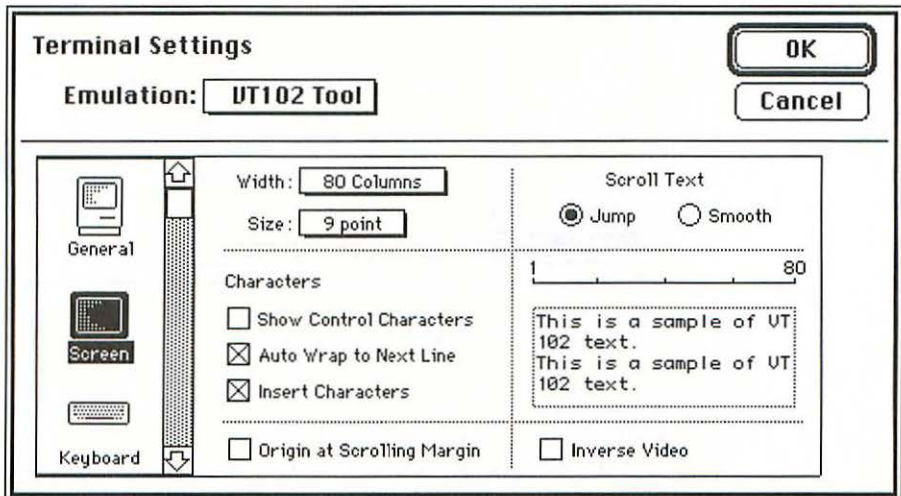 Terminal Settings
OK
Emulation: VT102 Tool
Cancel
General
Screen
Keyboard
Width: 80 Columns
Size: 9 point
Scroll Text
Jump Smooth
Characters
Show Control Characters
Auto Wrap to Next Line
Insert Characters
1 80
This is a sample of VT
102 text.
This is a sample of VT
102 text.
Origin at Scrolling Margin
Inverse Video